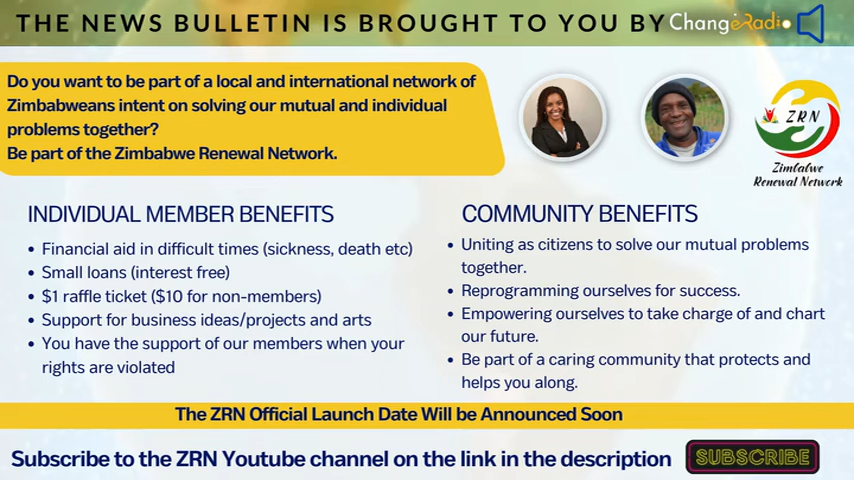 THE NEWS BULLETIN IS BROUGHT TO YOU BY ChangeRadio
Do you want to be part of a local and international network of
Zimbabweans intent on solving our mutual and individual
problems together?
Be part of the Zimbabwe Renewal Network.
ZRN
Zimbabwe
Renewal Network
INDIVIDUAL MEMBER BENEFITS
• Financial aid in difficult times (sickness, death etc)
• Small loans (interest free)
• $1 raffle ticket ($10 for non-members)
• Support for business ideas/projects and arts
• You have the support of our members when your
rights are violated
COMMUNITY BENEFITS
• Uniting as citizens to solve our mutual problems
together.
• Reprogramming ourselves for success.
• Empowering ourselves to take charge of and chart
our future.
• Be part of a caring community that protects and
helps you along.
The ZRN Official Launch Date Will be Announced Soon
Subscribe to the ZRN Youtube channel on the link in the description
SUBSCRIBE